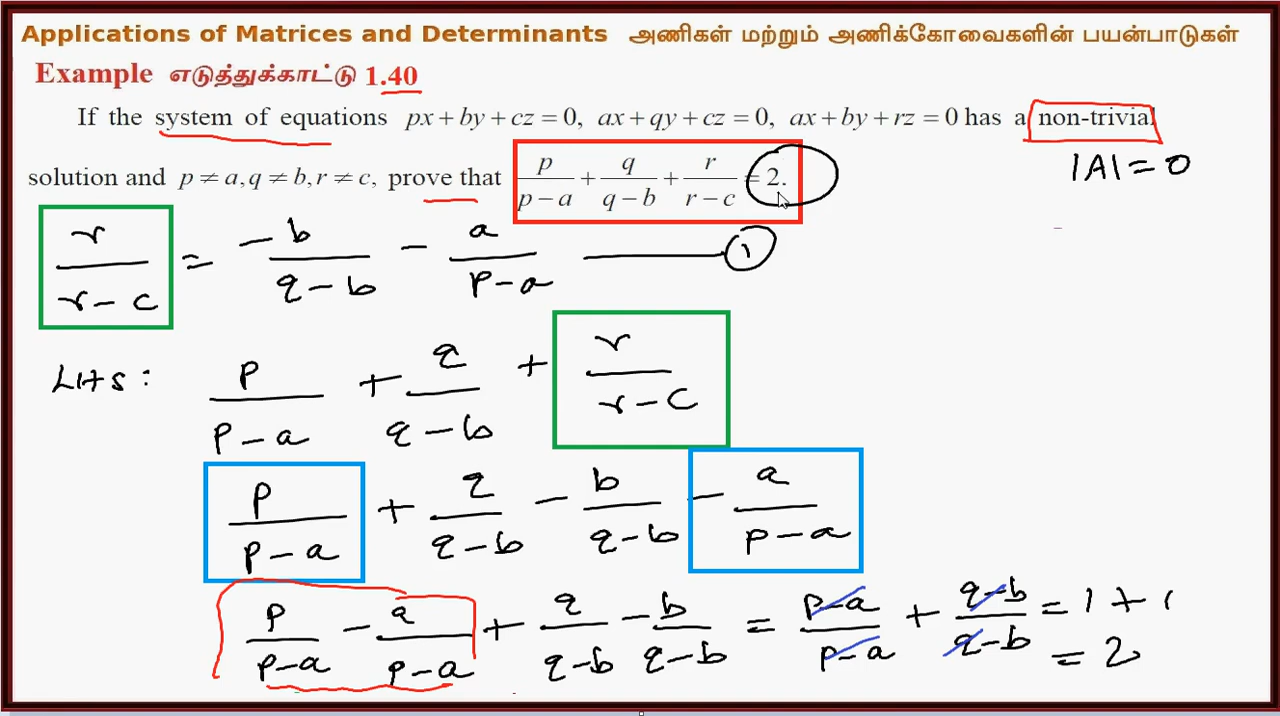 Applications of Matrices and Determinants அணிகள் மற்றும் அணிக்கோவைகளின் பயன்பாடுகள்
Example எடுத்துக்காட்டு 1.40
If the system of equations px + by + cz = 0, ax + qy + cz = 0, ax + by + rz = 0 has a non-trivial
|A| = 0
solution and p ≠ a, q ≠ b, r ≠ c, prove that p/(p − a) + q/(q − b) + r/(r − c) = 2.
r/(r − c) = −b/(q − b) − a/(p − a) ——— ①
LHS : p/(p − a) + q/(q − b) + r/(r − c)
p/(p − a) + q/(q − b) − b/(q − b) − a/(p − a)
p/(p − a) − a/(p − a) + q/(q − b) − b/(q − b) = (p − a)/(p − a) + (q − b)/(q − b) = 1 + 1
= 2